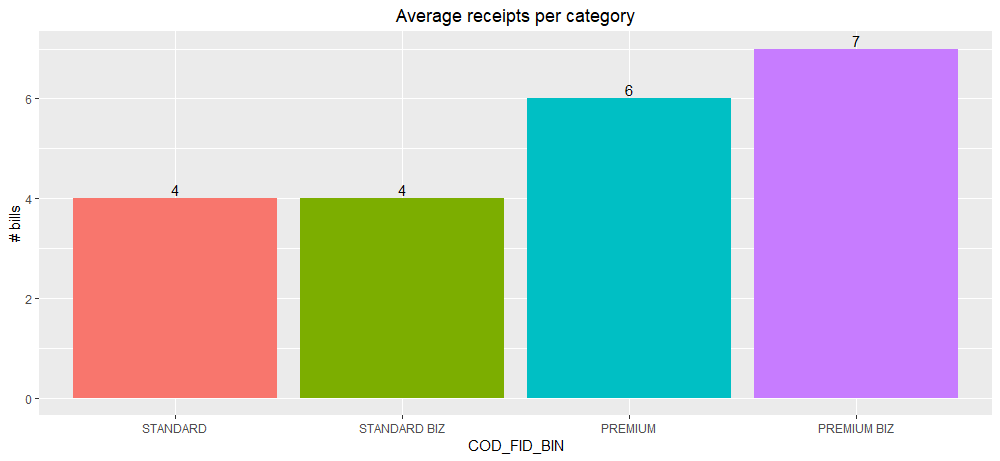 Average receipts per category
7
6
4
4
6
4
2
0
# bills
STANDARD
STANDARD BIZ
PREMIUM
PREMIUM BIZ
COD_FID_BIN